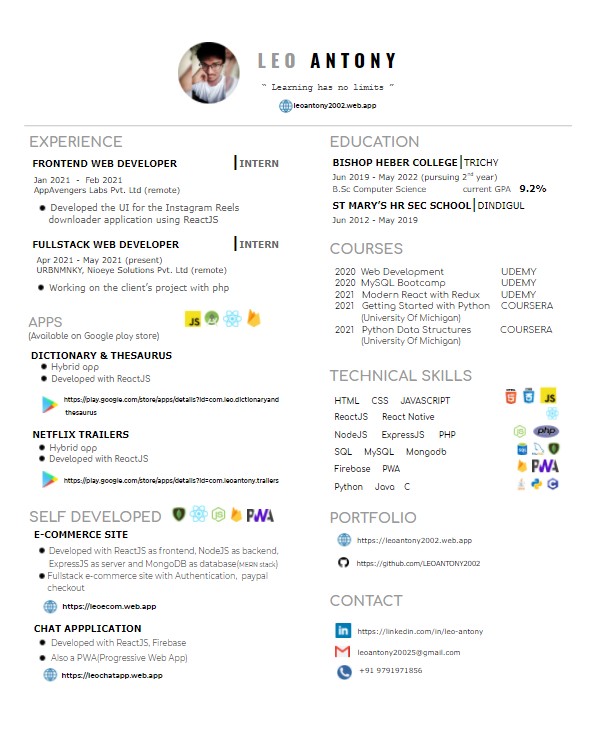 LEO ANTONY
“ Learning has no limits ”
leoantony2002.web.app
EXPERIENCE
FRONTEND WEB DEVELOPER | INTERN
Jan 2021 - Feb 2021
AppAvengers Labs Pvt. Ltd (remote)
Developed the UI for the Instagram Reels
downloader application using ReactJS
FULLSTACK WEB DEVELOPER | INTERN
Apr 2021 - May 2021 (present)
URBNMNKY, Nioeye Solutions Pvt. Ltd (remote)
Working on the client’s project with php
APPS
JS
(Available on Google play store)
DICTIONARY & THESAURUS
Hybrid app
Developed with ReactJS
https://play.google.com/store/apps/details?id=com.leo.dictionaryand
thesaurus
NETFLIX TRAILERS
Hybrid app
Developed with ReactJS
https://play.google.com/store/apps/details?id=com.leoantony.trailers
SELF DEVELOPED
PWA
E-COMMERCE SITE
Developed with ReactJS as frontend, NodeJS as backend,
ExpressJS as server and MongoDB as database(MERN stack)
Fullstack e-commerce site with Authentication, paypal
checkout
https://leoecom.web.app
CHAT APPPLICATION
Developed with ReactJS, Firebase
Also a PWA(Progressive Web App)
https://leochatapp.web.app
EDUCATION
BISHOP HEBER COLLEGE|TRICHY
Jun 2019 - May 2022 (pursuing 2nd year)
B.Sc Computer Science current GPA 9.2%
ST MARY’S HR SEC SCHOOL|DINDIGUL
Jun 2012 - May 2019
COURSES
2020 Web Development UDEMY
2020 MySQL Bootcamp UDEMY
2021 Modern React with Redux UDEMY
2021 Getting Started with Python COURSERA
(University Of Michigan)
2021 Python Data Structures COURSERA
(University Of Michigan)
TECHNICAL SKILLS
HTML CSS JAVASCRIPT
JS
ReactJS React Native
NodeJS ExpressJS PHP
php
SQL MySQL Mongodb
Firebase PWA
PWA
Python Java C
PORTFOLIO
https://leoantony2002.web.app
https://github.com/LEOANTONY2002
CONTACT
https://linkedin.com/in/leo-antony
leoantony20025@gmail.com
+91 9791971856